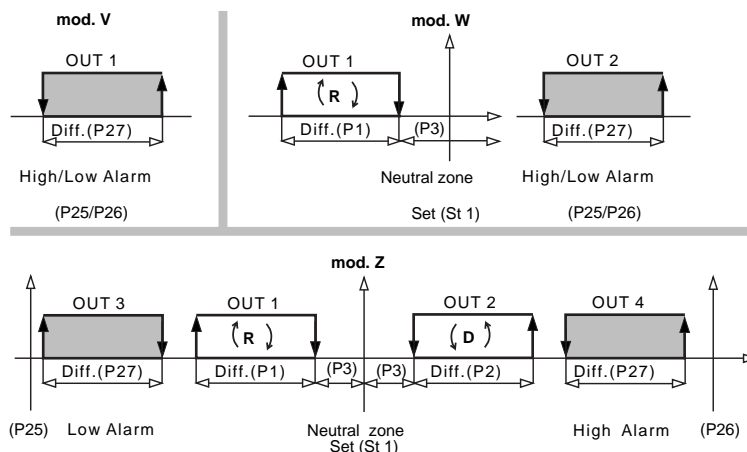 mod. V
OUT 1
Diff.(P27)
High/Low Alarm
(P25/P26)
mod. W
OUT 1
R
Diff.(P1)
(P3)
Neutral zone
Set (St 1)
OUT 2
Diff.(P27)
High/Low Alarm
(P25/P26)
mod. Z
OUT 3
OUT 1
OUT 2
OUT 4
R
D
Diff.(P27)
Diff.(P1)
(P3)
(P3)
Diff.(P2)
Diff.(P27)
(P25)
Low Alarm
Neutral zone
Set (St 1)
High Alarm
(P26)